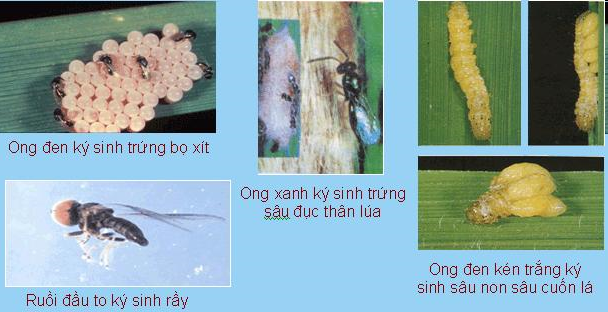 Ong đen ký sinh trứng bọ xít
Ong xanh ký sinh trứng
sâu đục thân lúa
Ruồi đầu to ký sinh rầy
Ong đen kén trắng ký
sinh sâu non sâu cuốn lá